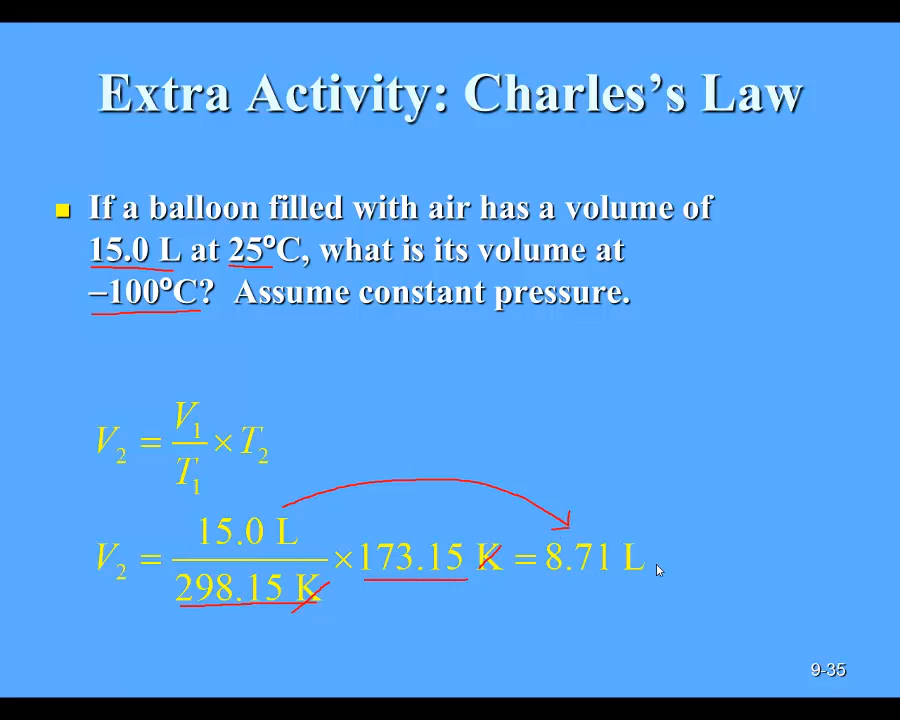 Extra Activity: Charles’s Law
If a balloon filled with air has a volume of
15.0 L at 25ºC, what is its volume at
–100ºC?  Assume constant pressure.
V₂ = V₁/T₁ × T₂
V₂ = 15.0 L/298.15 K × 173.15 K = 8.71 L
9-35